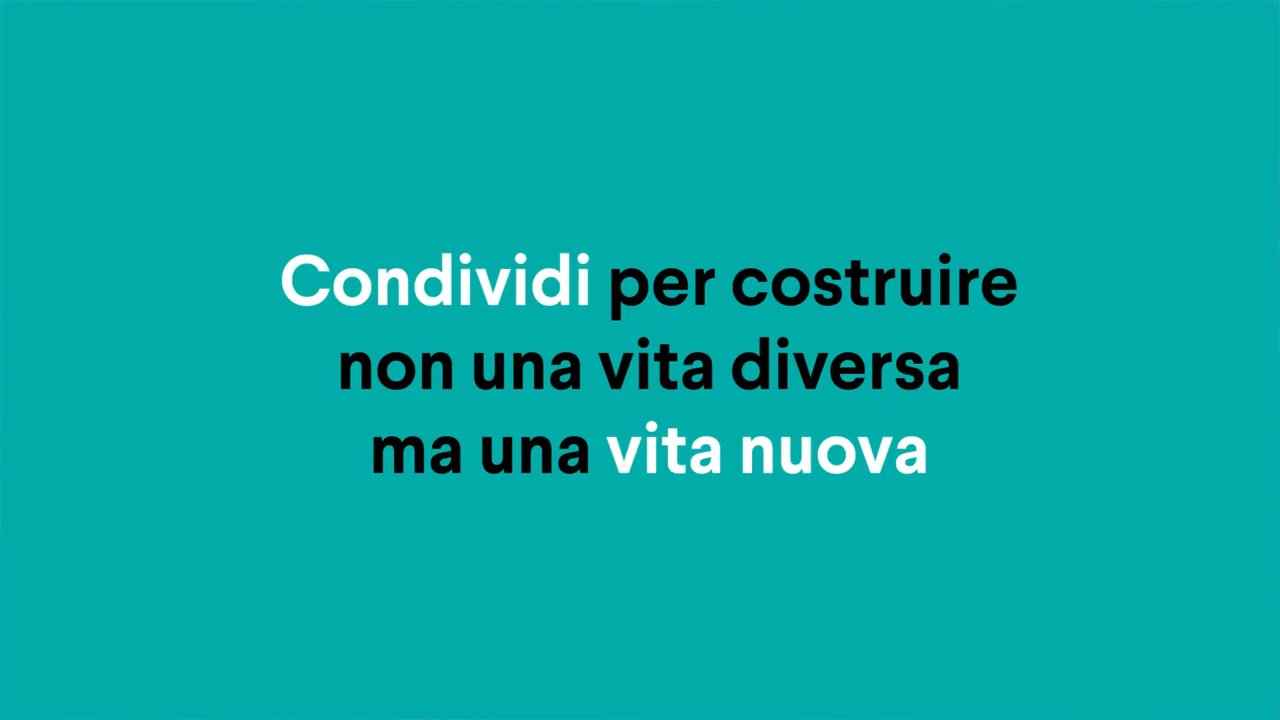 Condividi per costruire
non una vita diversa
ma una vita nuova